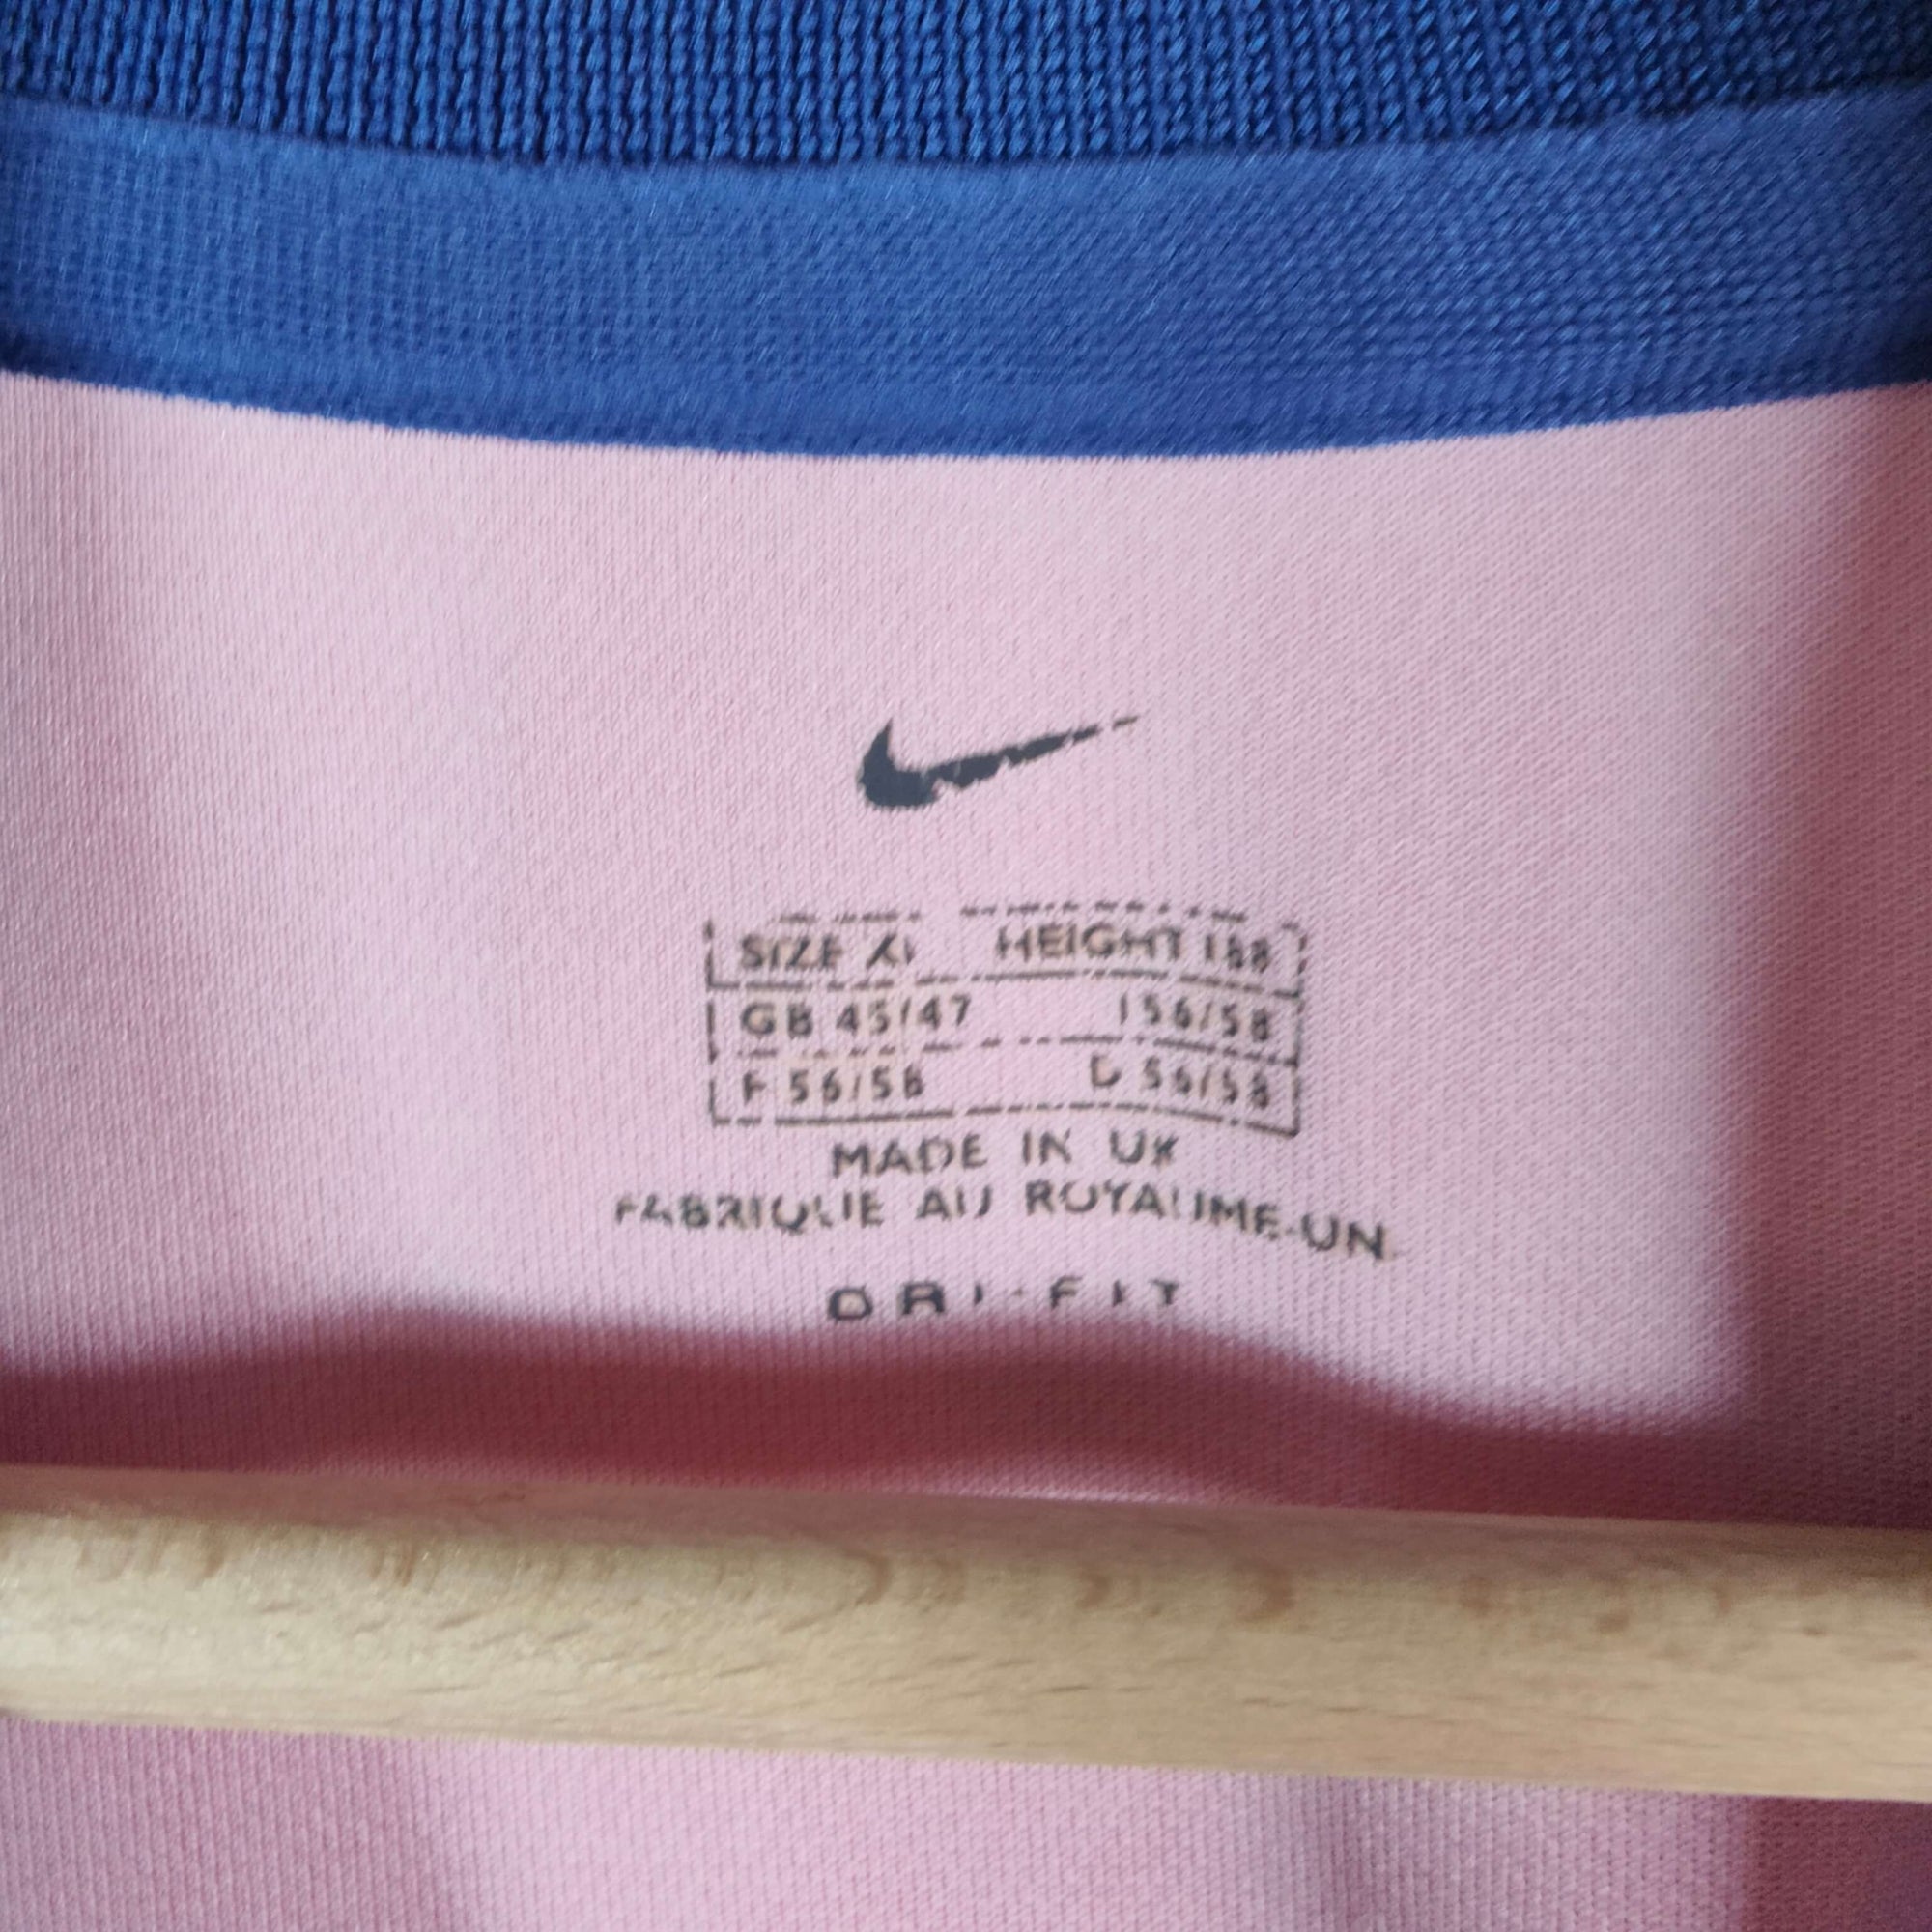 SIZE XL HEIGHT 188
GB 45/47 I 56/58
F 56/58 D 56/58
MADE IN UK
FABRIQUE AU ROYAUME-UN
DRI-FIT